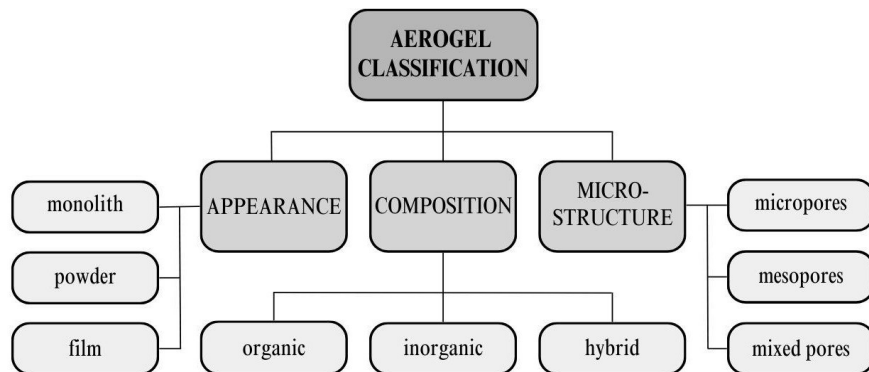 AEROGEL
CLASSIFICATION
monolith
APPEARANCE
COMPOSITION
MICRO-
STRUCTURE
micropores
powder
mesopores
film
organic
inorganic
hybrid
mixed pores